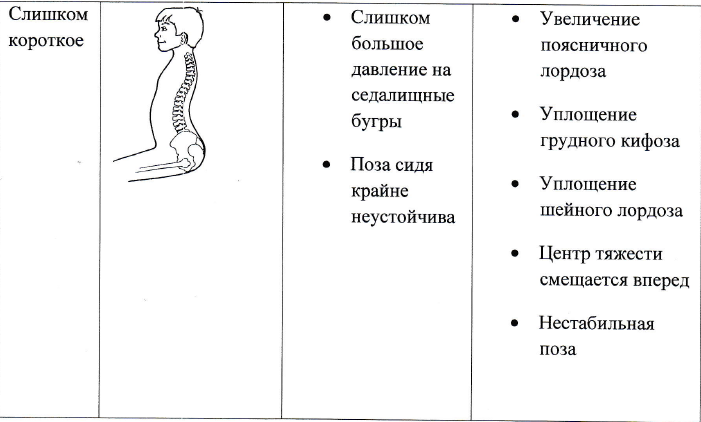 Слишком
короткое
• Слишком
большое
давление на
седалищные
бугры
• Поза сидя
крайне
неустойчива
• Увеличение
поясничного
лордоза
• Уплощение
грудного кифоза
• Уплощение
шейного лордоза
• Центр тяжести
смещается вперед
• Нестабильная
поза